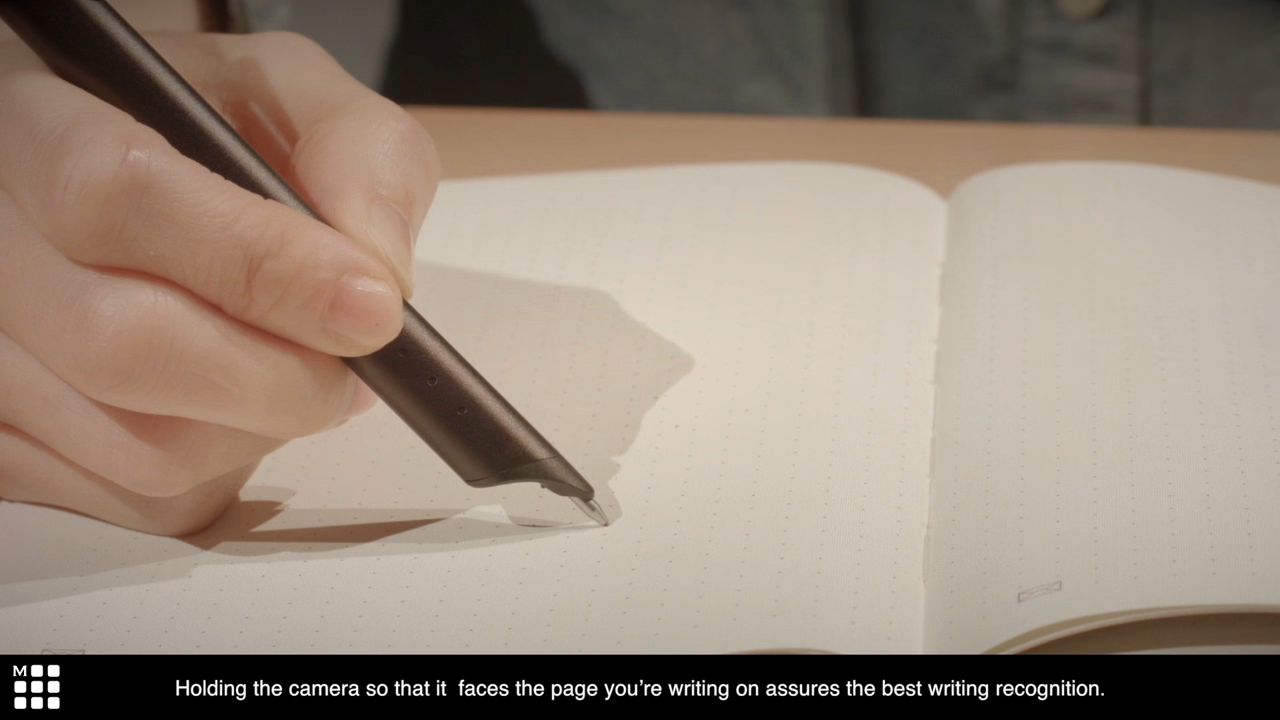 M
Holding the camera so that it  faces the page you’re writing on assures the best writing recognition.